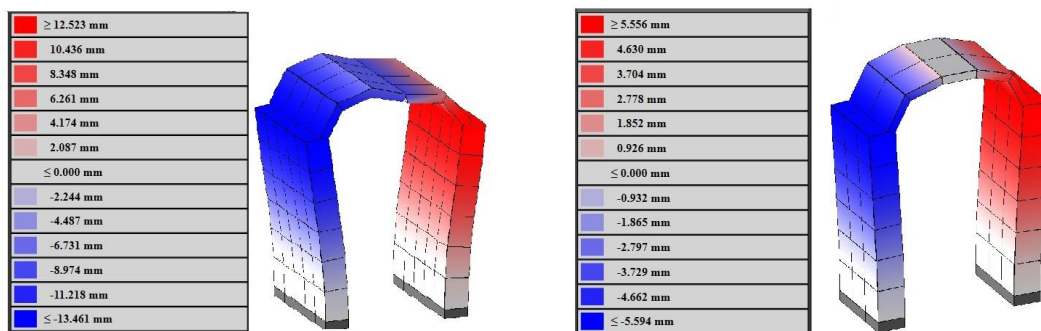 ≥ 12.523 mm
10.436 mm
8.348 mm
6.261 mm
4.174 mm
2.087 mm
≤ 0.000 mm
-2.244 mm
-4.487 mm
-6.731 mm
-8.974 mm
-11.218 mm
≤ -13.461 mm
≥ 5.556 mm
4.630 mm
3.704 mm
2.778 mm
1.852 mm
0.926 mm
≤ 0.000 mm
-0.932 mm
-1.865 mm
-2.797 mm
-3.729 mm
-4.662 mm
≤ -5.594 mm